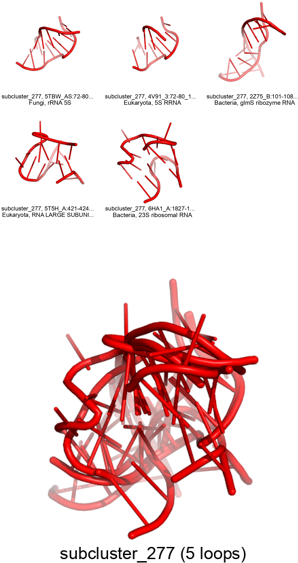 subcluster_277, 5TBW_AS:72-80...
Fungi, rRNA 5S
subcluster_277, 4V91_3:72-80_1...
Eukaryota, 5S RRNA
subcluster_277, 2Z75_B:101-108...
Bacteria, glmS ribozyme RNA
subcluster_277, 5T5H_A:421-424...
Eukaryota, RNA LARGE SUBUNI...
subcluster_277, 6HA1_A:1827-1...
Bacteria, 23S ribosomal RNA
subcluster_277 (5 loops)